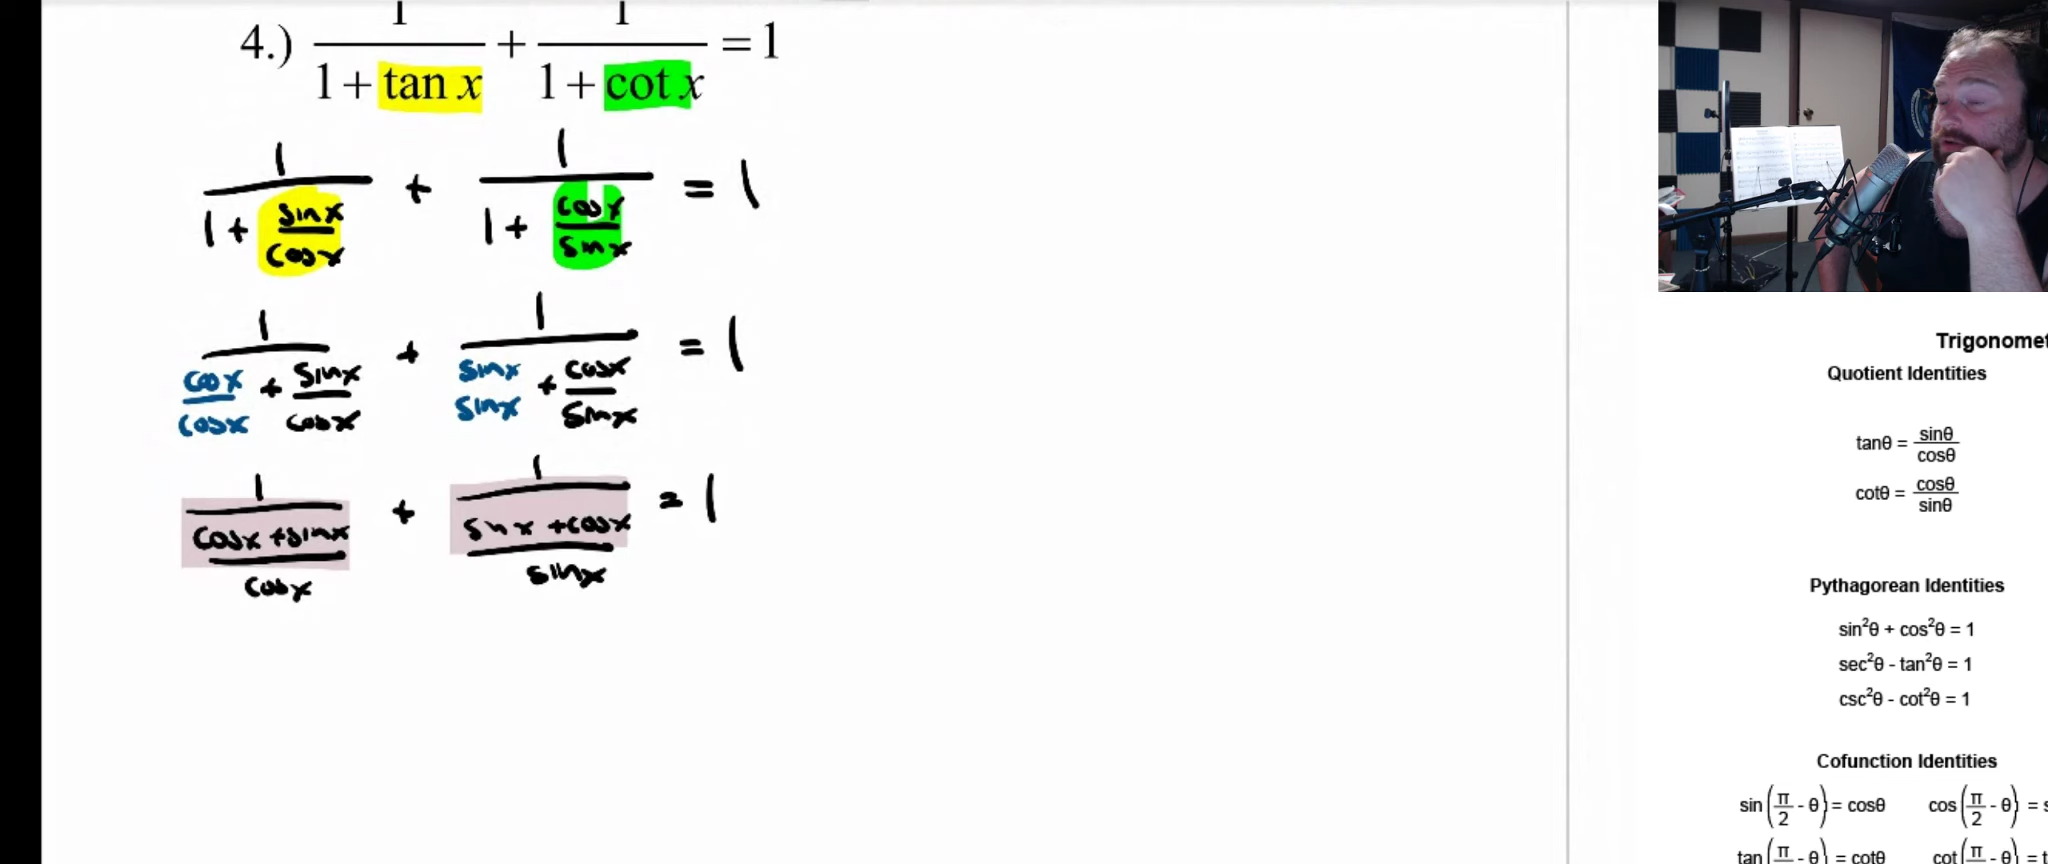 4.) 1/(1 + tan x) + 1/(1 + cot x) = 1
1/(1 + sinx/cosx) + 1/(1 + cosx/sinx) = 1
1/(cosx/cosx + sinx/cosx) + 1/(sinx/sinx + cosx/sinx) = 1
1/((cosx + sinx)/cosx) + 1/((sinx + cosx)/sinx) = 1
Quotient Identities
tanθ = sinθ/cosθ
cotθ = cosθ/sinθ
Pythagorean Identities
sin²θ + cos²θ = 1
sec²θ - tan²θ = 1
csc²θ - cot²θ = 1
Cofunction Identities
sin(π/2 - θ) = cosθ cos(π/2 - θ) =
tan(π - θ) = cotθ cot(π - θ) =